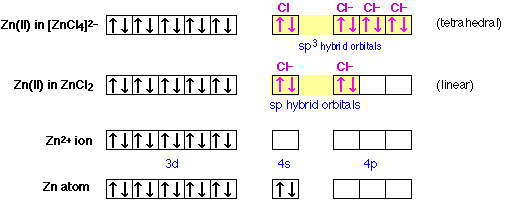 Cl Cl– Cl– Cl–
Zn(II) in [ZnCl₄]²⁻ ↑↓ ↑↓ ↑↓ ↑↓ ↑↓ ↑↓ ↑↓ ↑↓ ↑↓ (tetrahedral)
sp³ hybrid orbitals
Cl– Cl–
Zn(II) in ZnCl₂ ↑↓ ↑↓ ↑↓ ↑↓ ↑↓ ↑↓ ↑↓ (linear)
sp hybrid orbitals
Zn²⁺ ion ↑↓ ↑↓ ↑↓ ↑↓ ↑↓
3d 4s 4p
Zn atom ↑↓ ↑↓ ↑↓ ↑↓ ↑↓ ↑↓